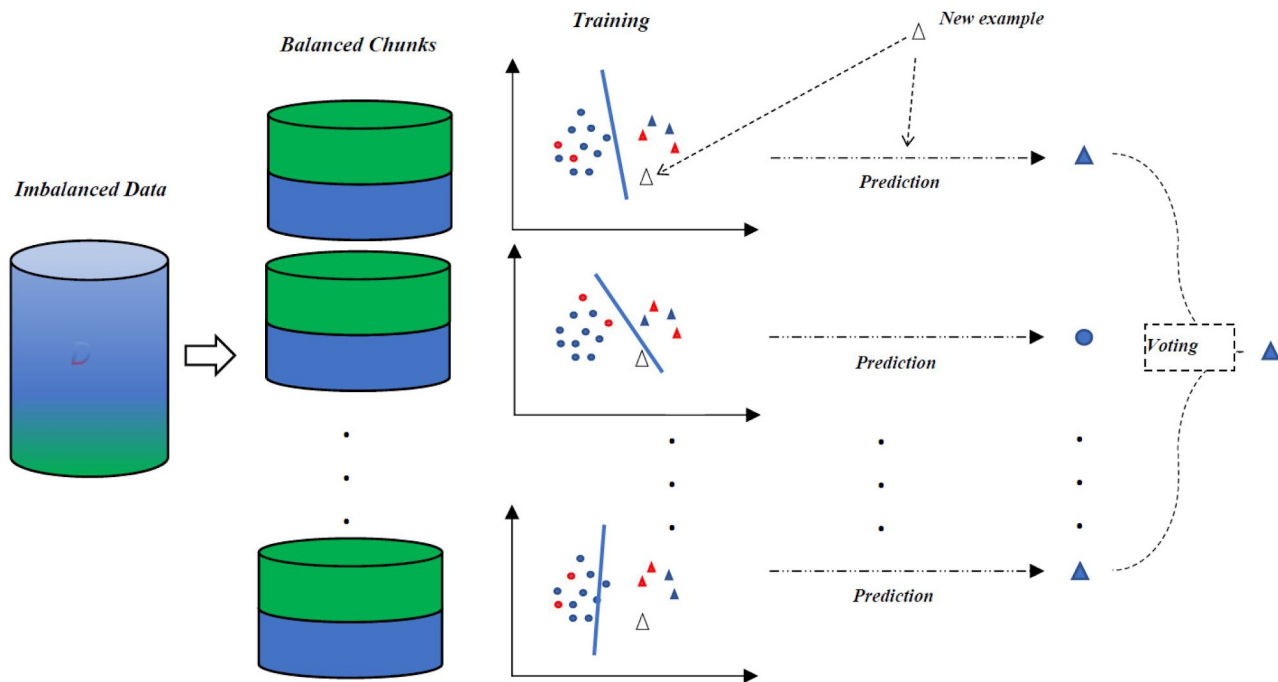 Training
New example
Balanced Chunks
Imbalanced Data
D
Prediction
Prediction
Voting
Prediction